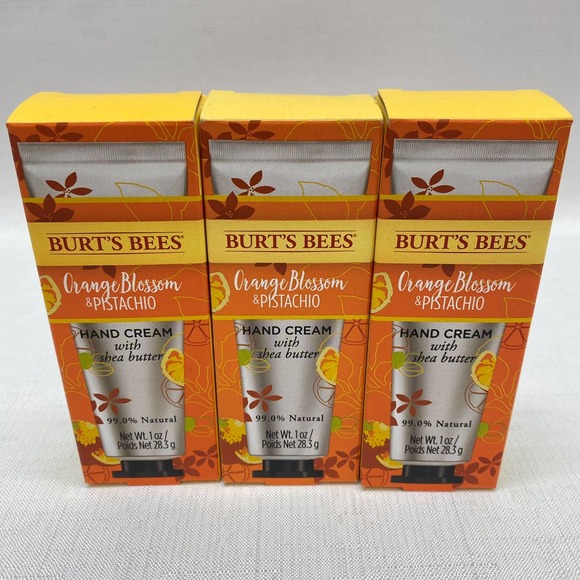 BURT'S BEES®
Orange Blossom
& PISTACHIO
HAND CREAM
with
shea butter
99.0% Natural
Net Wt. 1 oz /
Poids Net 28.3 g
BURT'S BEES®
Orange Blossom
& PISTACHIO
HAND CREAM
with
shea butter
99.0% Natural
Net Wt. 1 oz /
Poids Net 28.3 g
BURT'S BEES®
Orange Blossom
& PISTACHIO
HAND CREAM
with
shea butter
99.0% Natural
Net Wt. 1 oz /
Poids Net 28.3 g